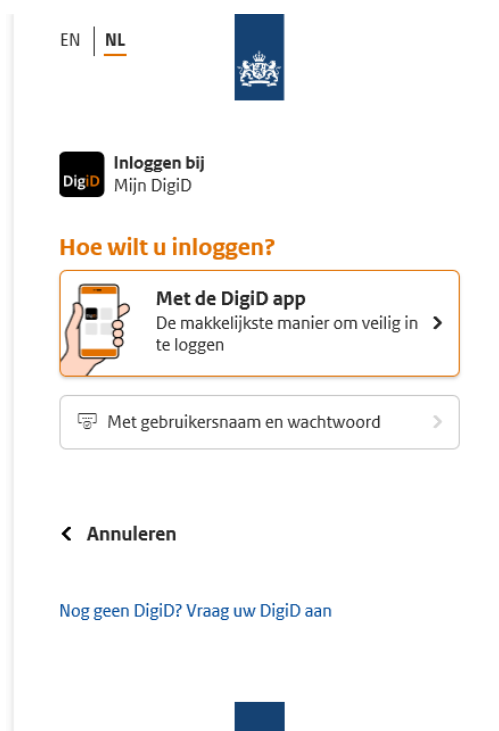 EN | NL
DigiD
Inloggen bij
Mijn DigiD
Hoe wilt u inloggen?
Met de DigiD app
De makkelijkste manier om veilig in
te loggen
Met gebruikersnaam en wachtwoord
Annuleren
Nog geen DigiD? Vraag uw DigiD aan